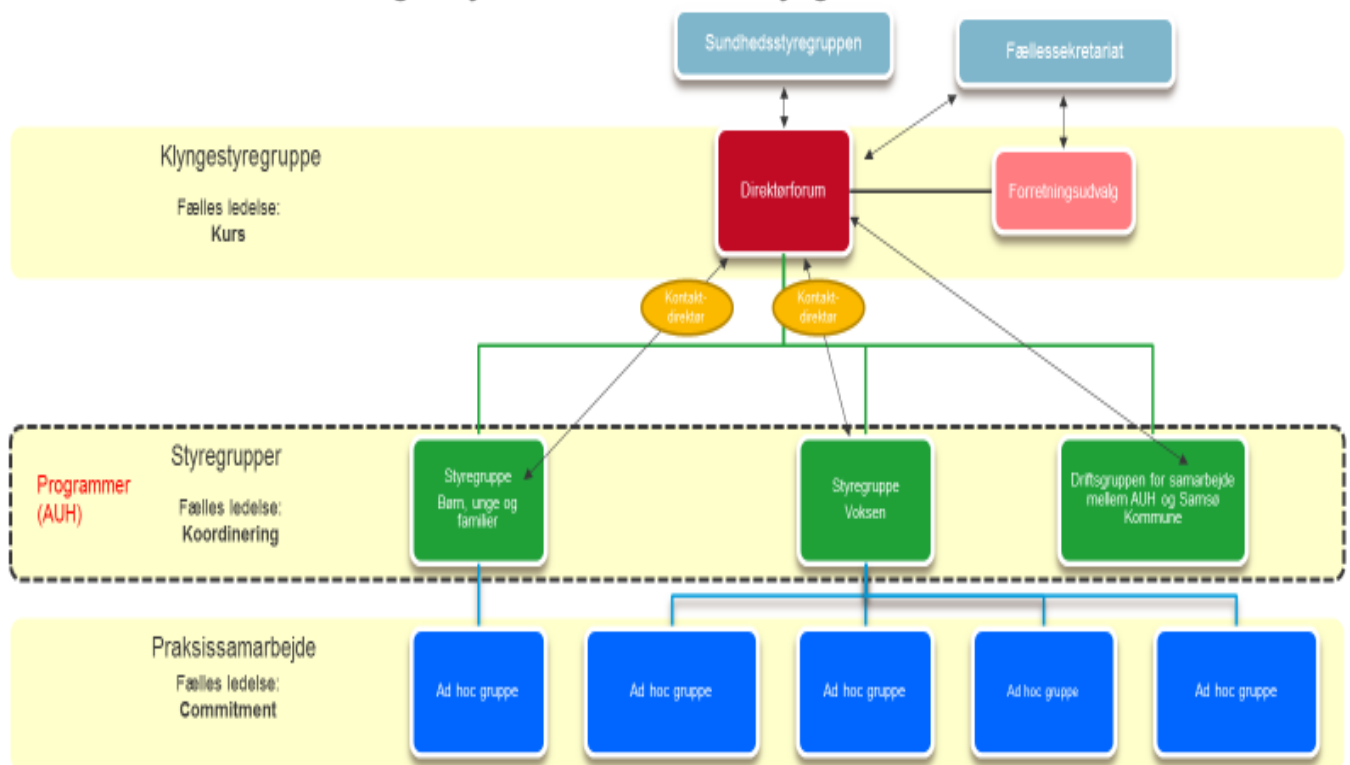 Sundhedsstyregruppen
Fællessekretariat
Klyngestyregruppe
Fælles ledelse:
Kurs
Direktørforum
Forretningsudvalg
Kontakt-
direktør
Kontakt-
direktør
Programmer
(AUH)
Styregrupper
Fælles ledelse:
Koordinering
Styregruppe
Børn, unge og
familier
Styregruppe
Voksen
Driftsgruppen for samarbejde
mellem AUH og Samsø
Kommune
Praksissamarbejde
Fælles ledelse:
Commitment
Ad hoc gruppe
Ad hoc gruppe
Ad hoc gruppe
Ad hoc gruppe
Ad hoc gruppe